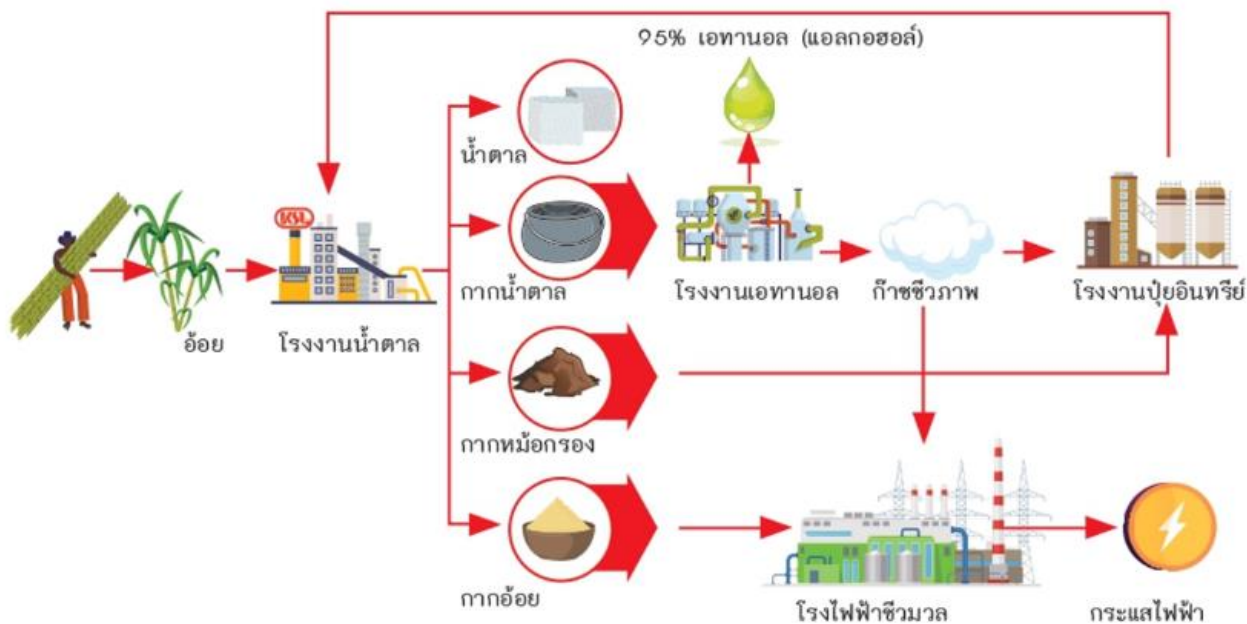 95% เอทานอล (แอลกอฮอล์)
น้ำตาล
KSL
กากน้ำตาล
โรงงานเอทานอล
ก๊าซชีวภาพ
โรงงานปุ๋ยอินทรีย์
อ้อย
โรงงานน้ำตาล
กากหม้อกรอง
กากอ้อย
โรงไฟฟ้าชีวมวล
กระแสไฟฟ้า